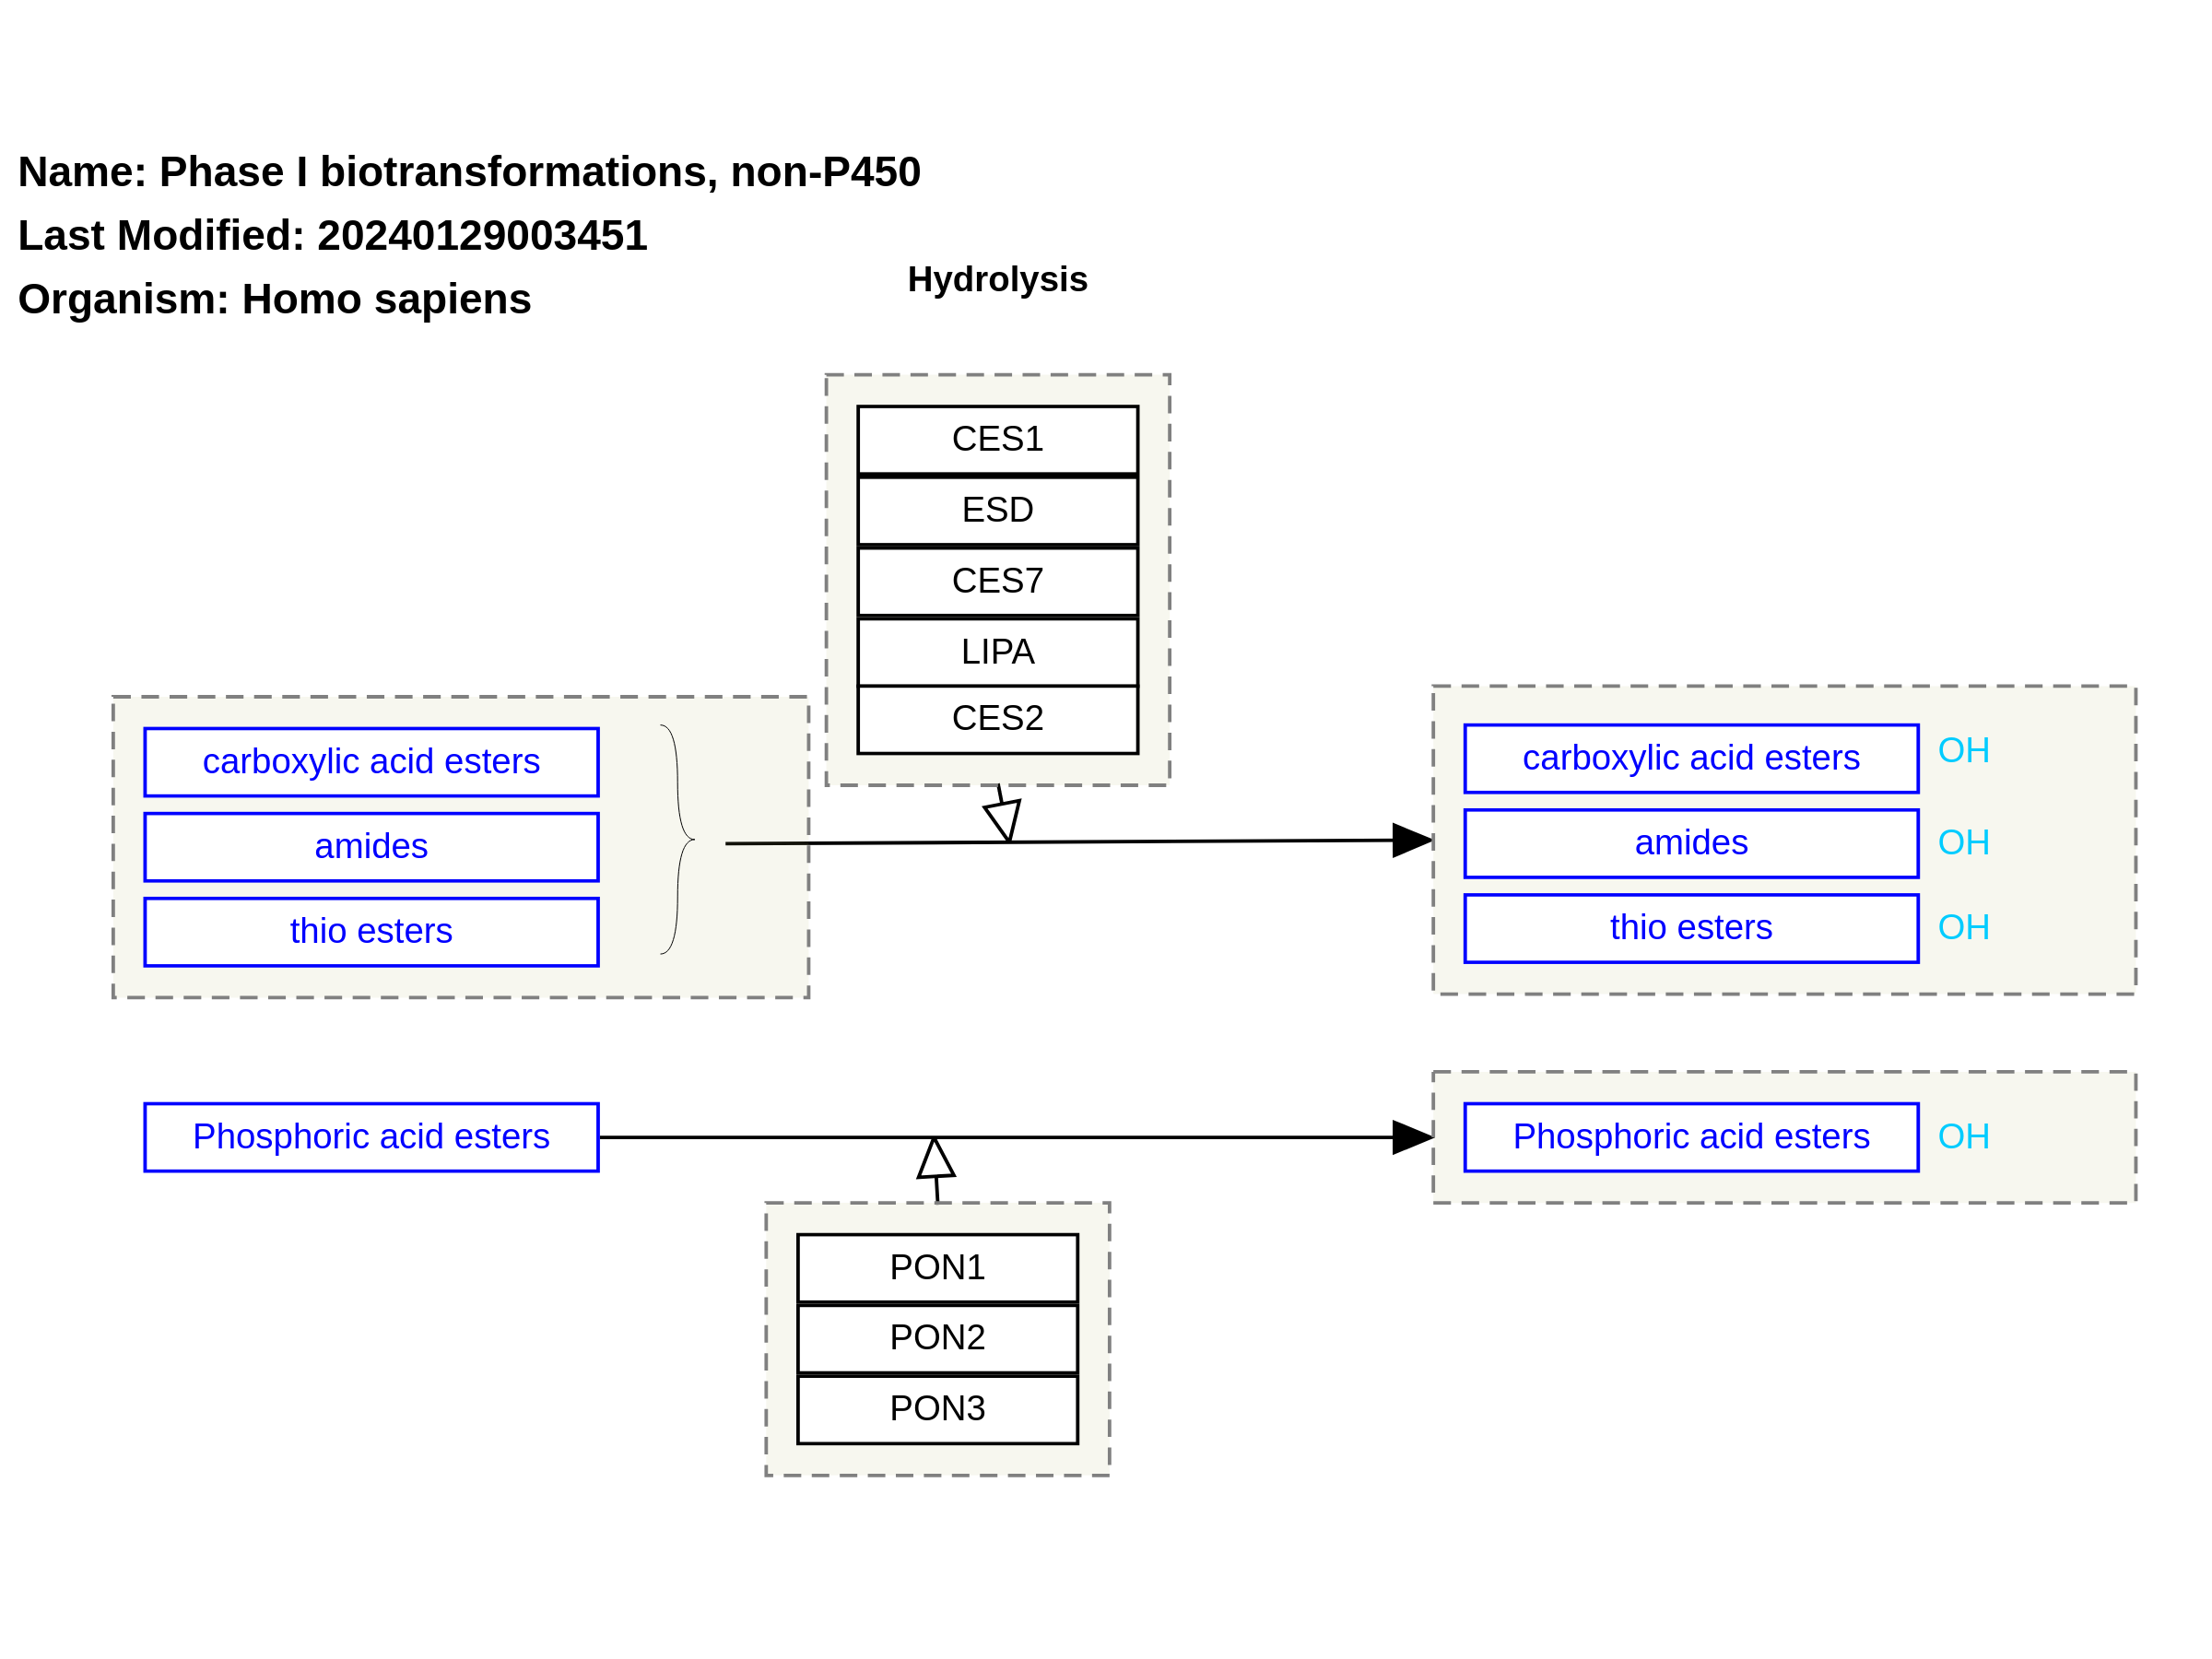 Name: Phase I biotransformations, non-P450
Last Modified: 20240129003451
Organism: Homo sapiens
Hydrolysis
CES1
ESD
CES7
LIPA
CES2
carboxylic acid esters
amides
thio esters
carboxylic acid esters OH
amides OH
thio esters OH
Phosphoric acid esters
Phosphoric acid esters OH
PON1
PON2
PON3